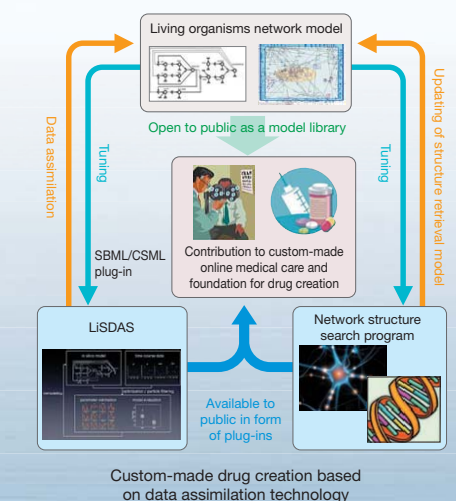 Living organisms network model
Open to public as a model library
Data assimilation
Tuning
Tuning
Updating of structure retrieval model
SBML/CSML
plug-in
Contribution to custom-made
online medical care and
foundation for drug creation
LiSDAS
Network structure
search program
Available to
public in form
of plug-ins
Custom-made drug creation based
on data assimilation technology